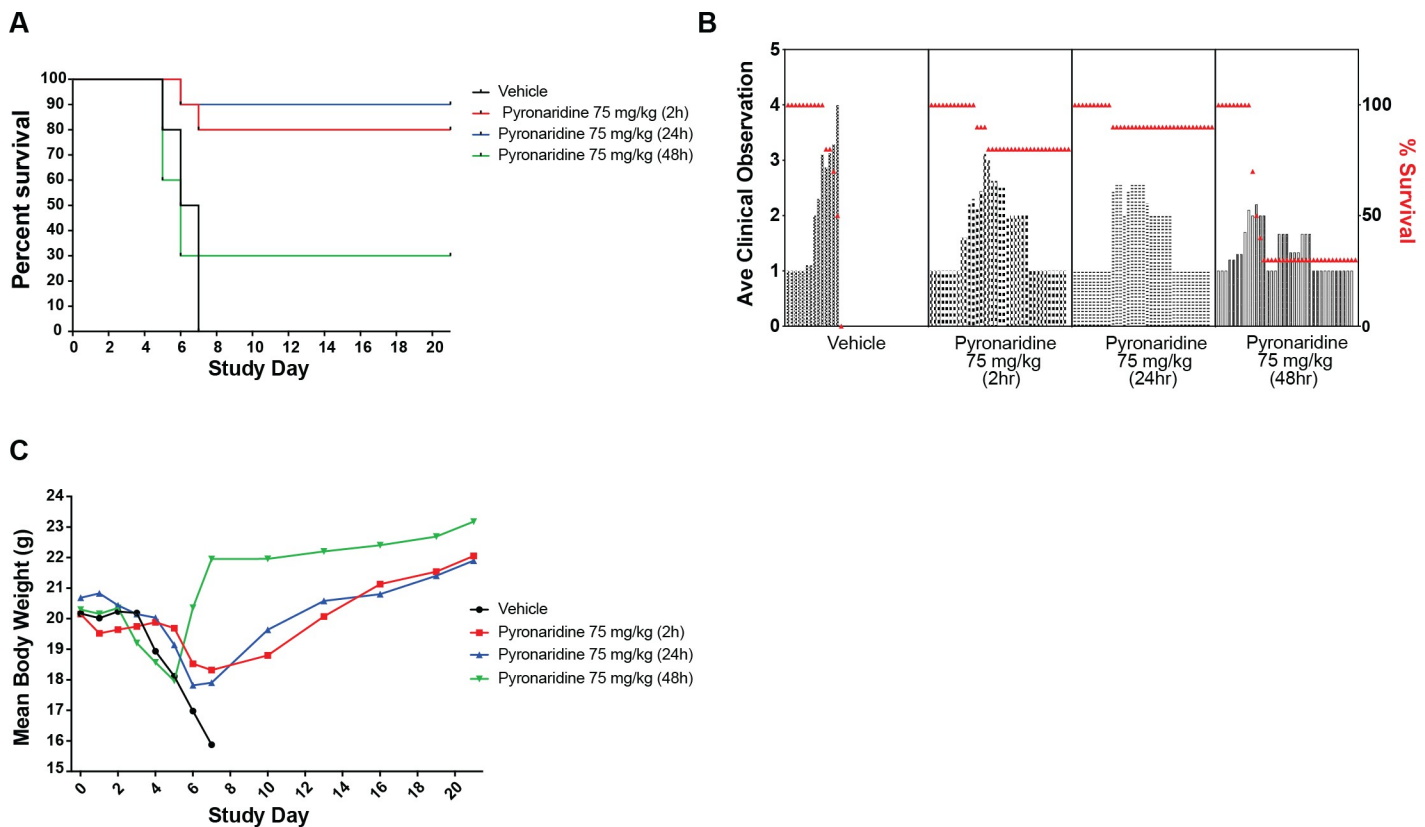 A
Percent survival
100
90
80
70
60
50
40
30
20
10
0
0 2 4 6 8 10 12 14 16 18 20
Study Day
Vehicle
Pyronaridine 75 mg/kg (2h)
Pyronaridine 75 mg/kg (24h)
Pyronaridine 75 mg/kg (48h)
B
Ave Clinical Observation
5
4
3
2
1
0
100
50
0
% Survival
Vehicle
Pyronaridine
75 mg/kg
(2hr)
Pyronaridine
75 mg/kg
(24hr)
Pyronaridine
75 mg/kg
(48hr)
C
Mean Body Weight (g)
24
23
22
21
20
19
18
17
16
15
0 2 4 6 8 10 12 14 16 18 20
Study Day
Vehicle
Pyronaridine 75 mg/kg (2h)
Pyronaridine 75 mg/kg (24h)
Pyronaridine 75 mg/kg (48h)